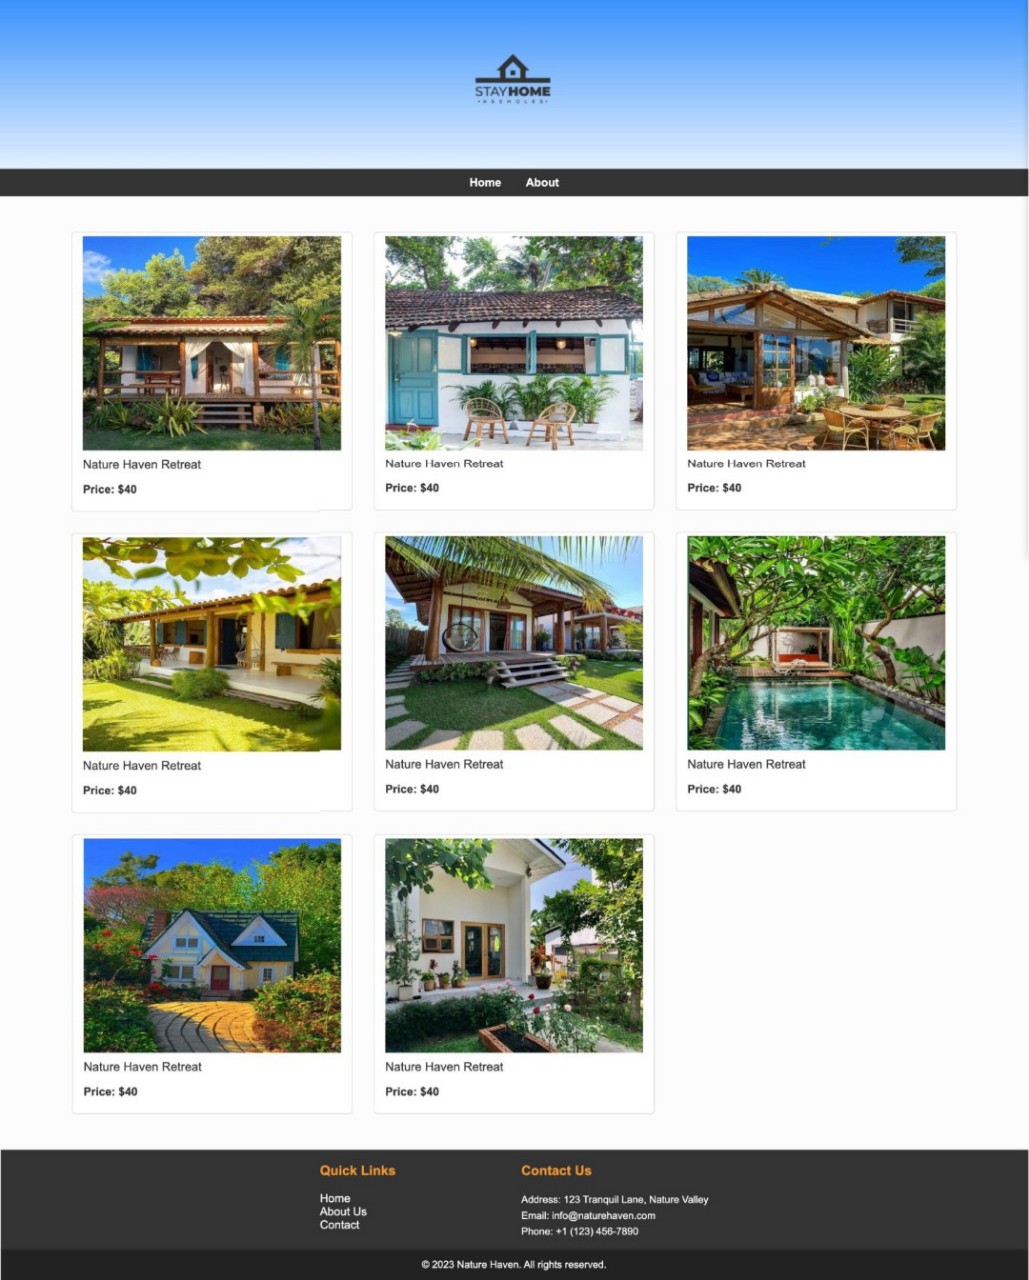 STAYHOME
•ASSHOLES•
Home About
Nature Haven Retreat
Price: $40
Nature Haven Retreat
Price: $40
Nature Haven Retreat
Price: $40
Nature Haven Retreat
Price: $40
Nature Haven Retreat
Price: $40
Nature Haven Retreat
Price: $40
Nature Haven Retreat
Price: $40
Nature Haven Retreat
Price: $40
Quick Links
Home
About Us
Contact
Contact Us
Address: 123 Tranquil Lane, Nature Valley
Email: info@naturehaven.com
Phone: +1 (123) 456-7890
© 2023 Nature Haven. All rights reserved.